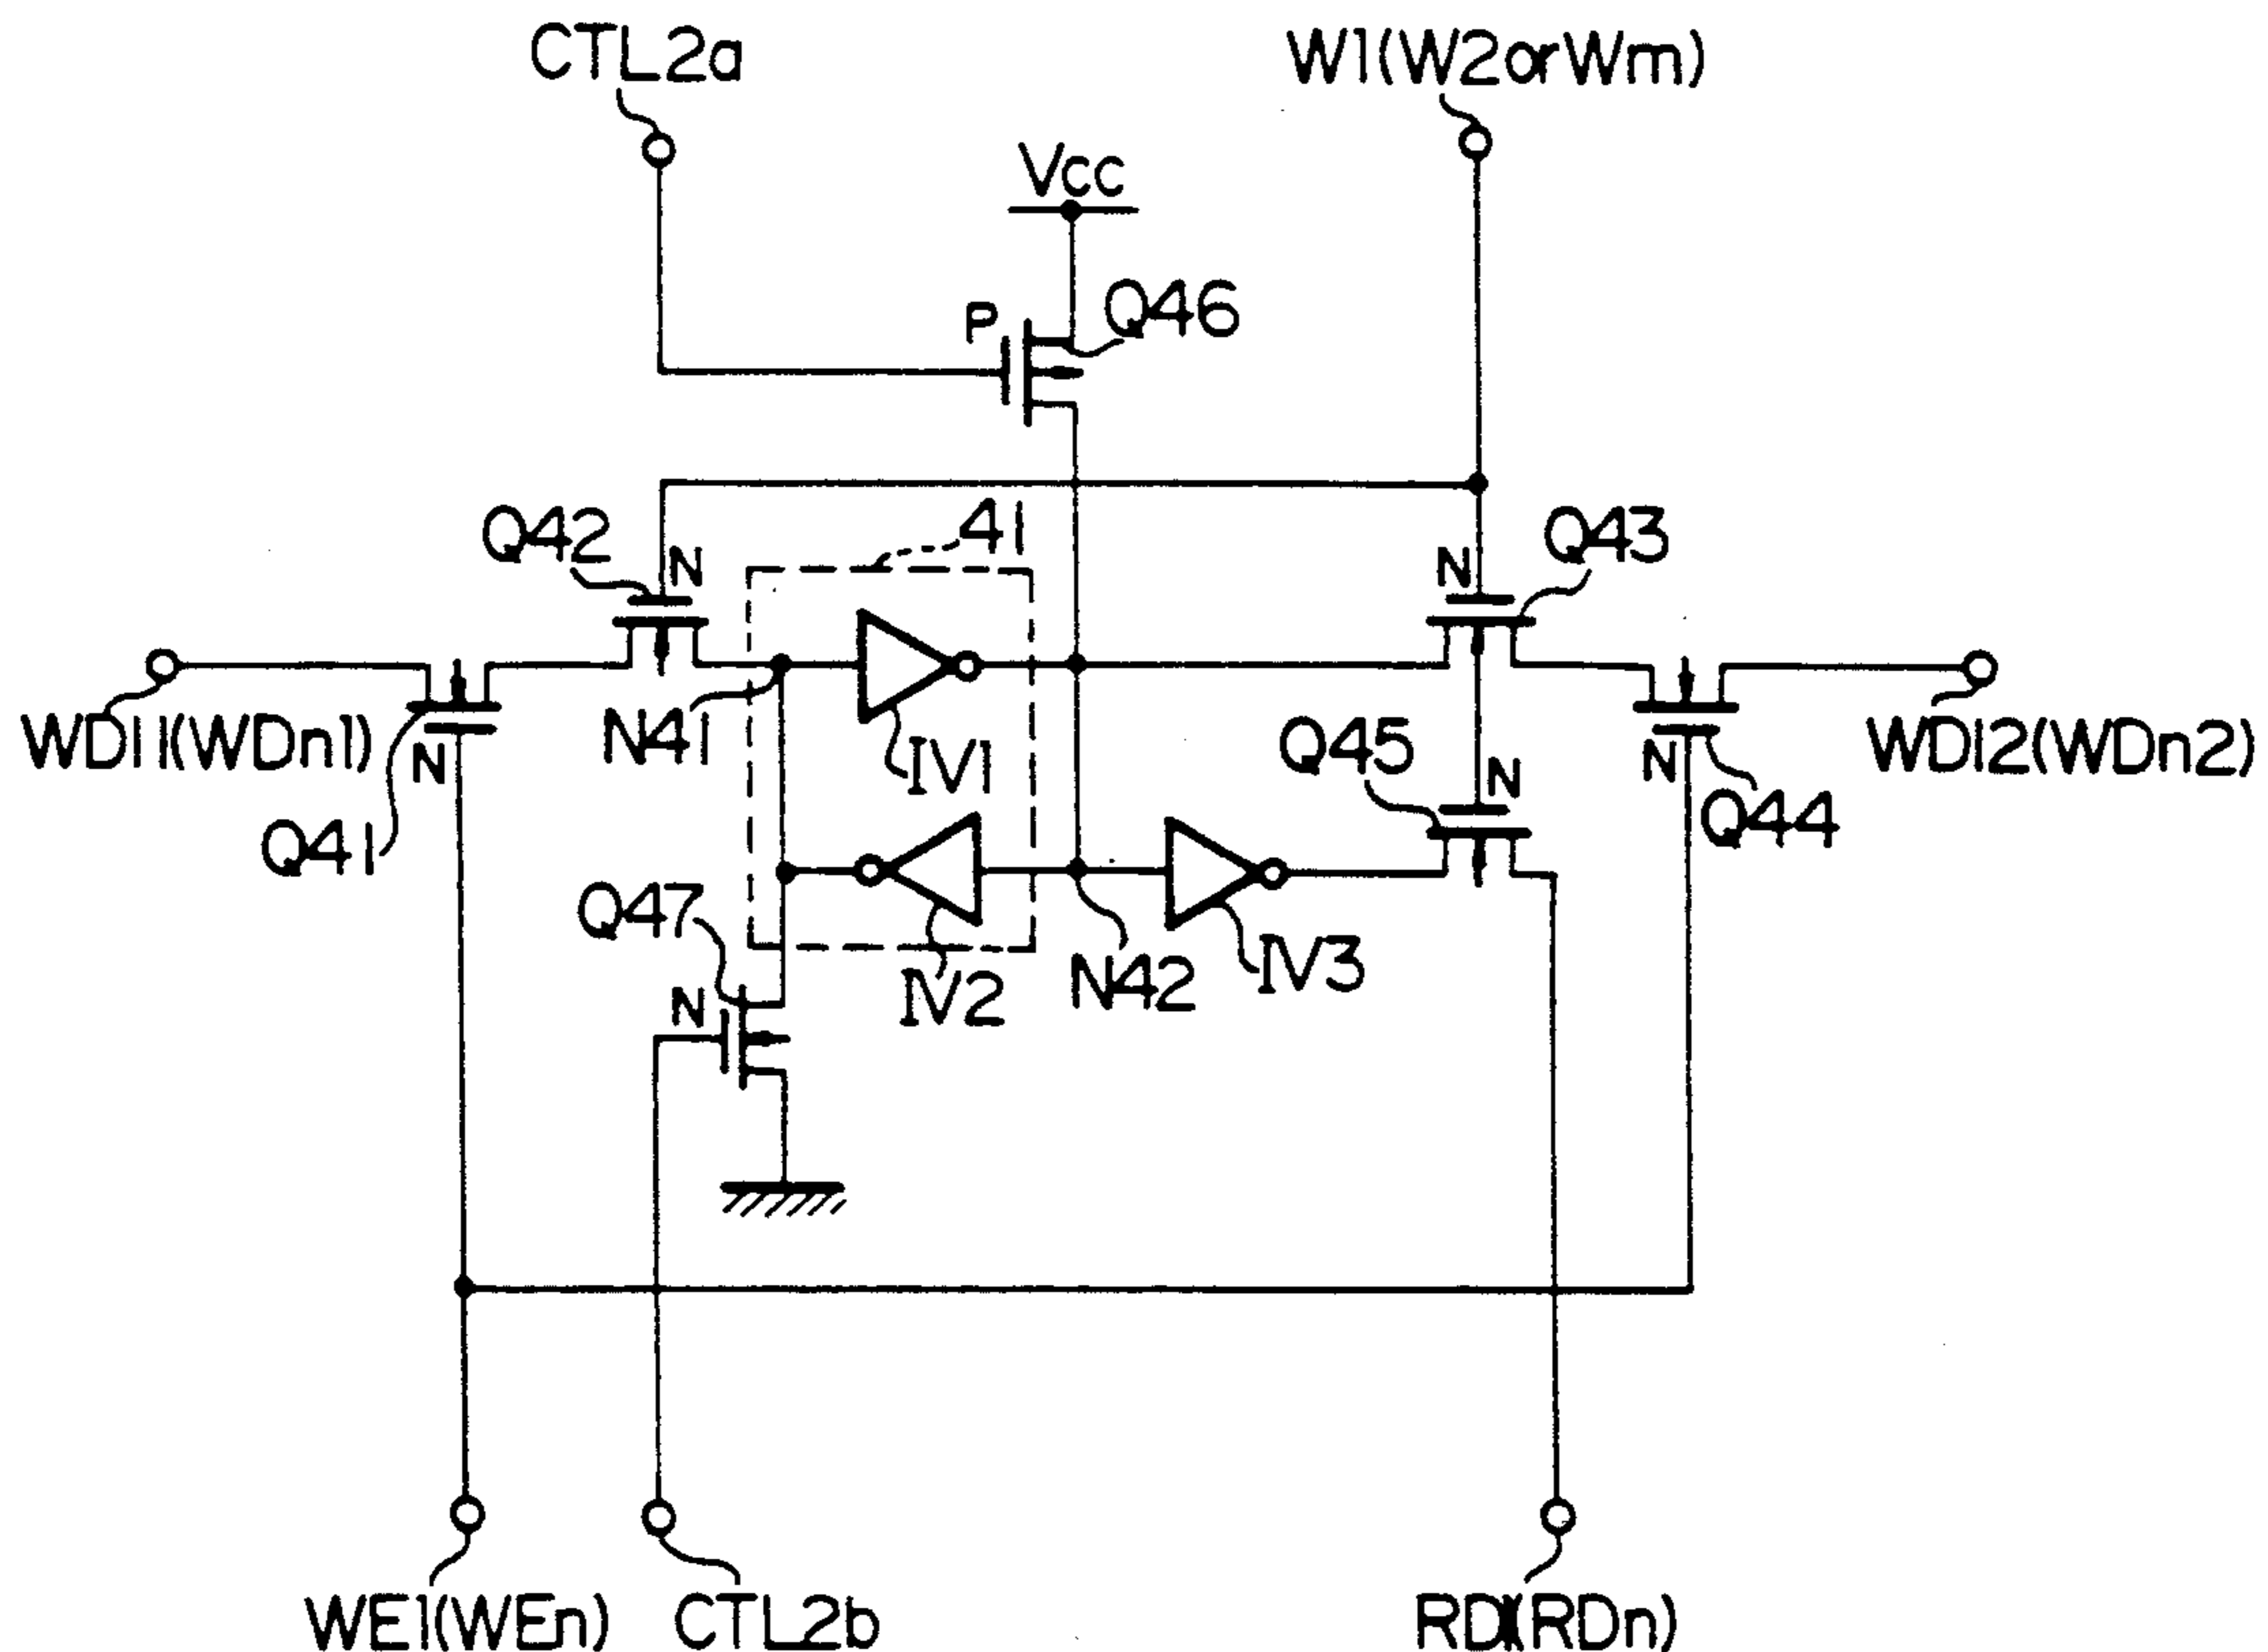 CTL2a
W1(W2orWm)
Vcc
P
Q46
Q42
N
41
N
Q43
WD11(WDn1)
N
Q41
N41
IV1
Q45
N
N
Q44
WD12(WDn2)
Q47
N
IV2
N42
IV3
WE1(WEn)
CTL2b
RD1(RDn)